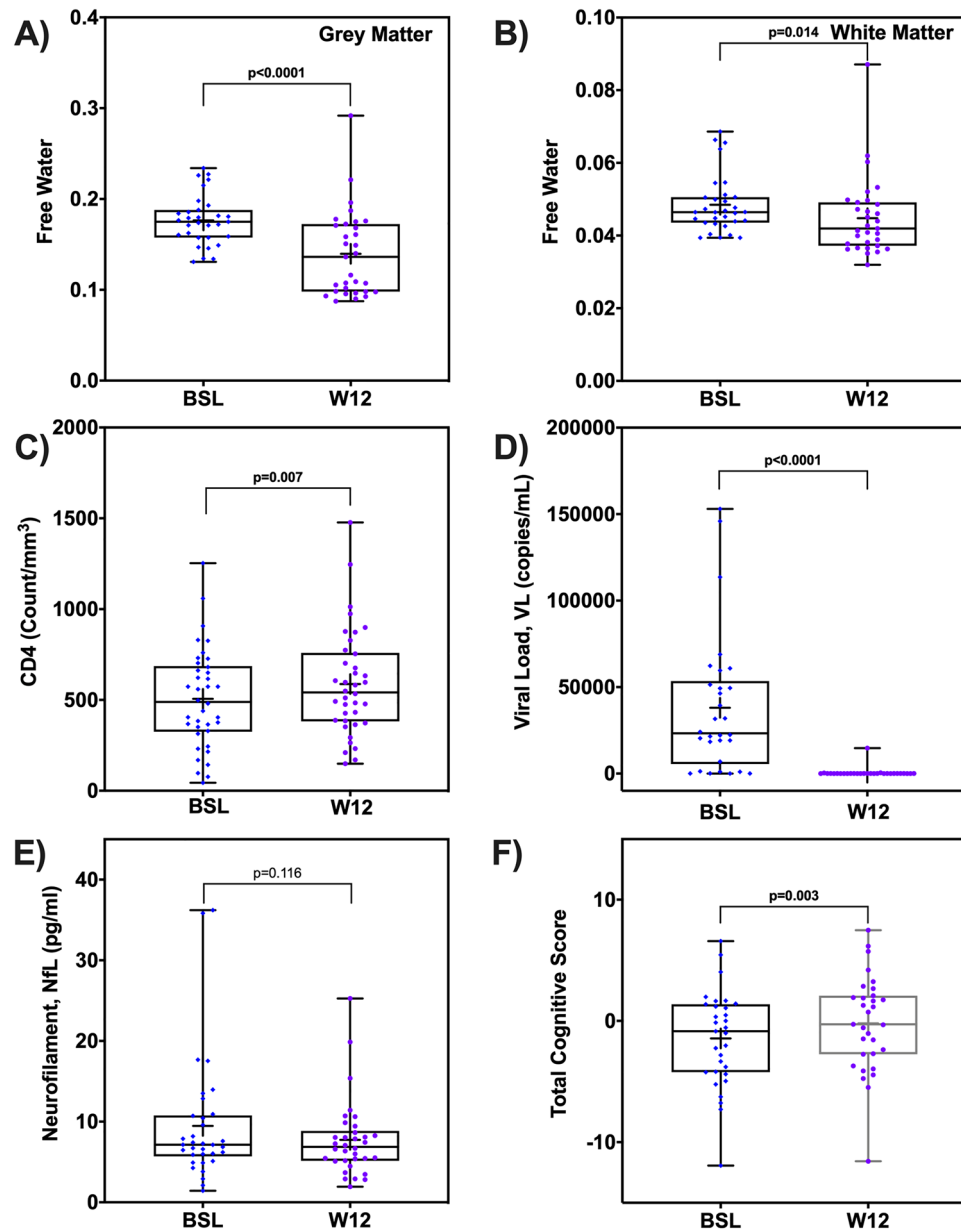 A)
Grey Matter
p<0.0001
Free Water
0.4
0.3
0.2
0.1
0.0
BSL W12
B)
White Matter
p=0.014
Free Water
0.10
0.08
0.06
0.04
0.02
0.00
BSL W12
C)
p=0.007
CD4 (Count/mm³)
2000
1500
1000
500
0
BSL W12
D)
p<0.0001
Viral Load, VL (copies/mL)
200000
150000
100000
50000
0
BSL W12
E)
p=0.116
Neurofilament, NfL (pg/ml)
40
30
20
10
0
BSL W12
F)
p=0.003
Total Cognitive Score
10
0
-10
BSL W12